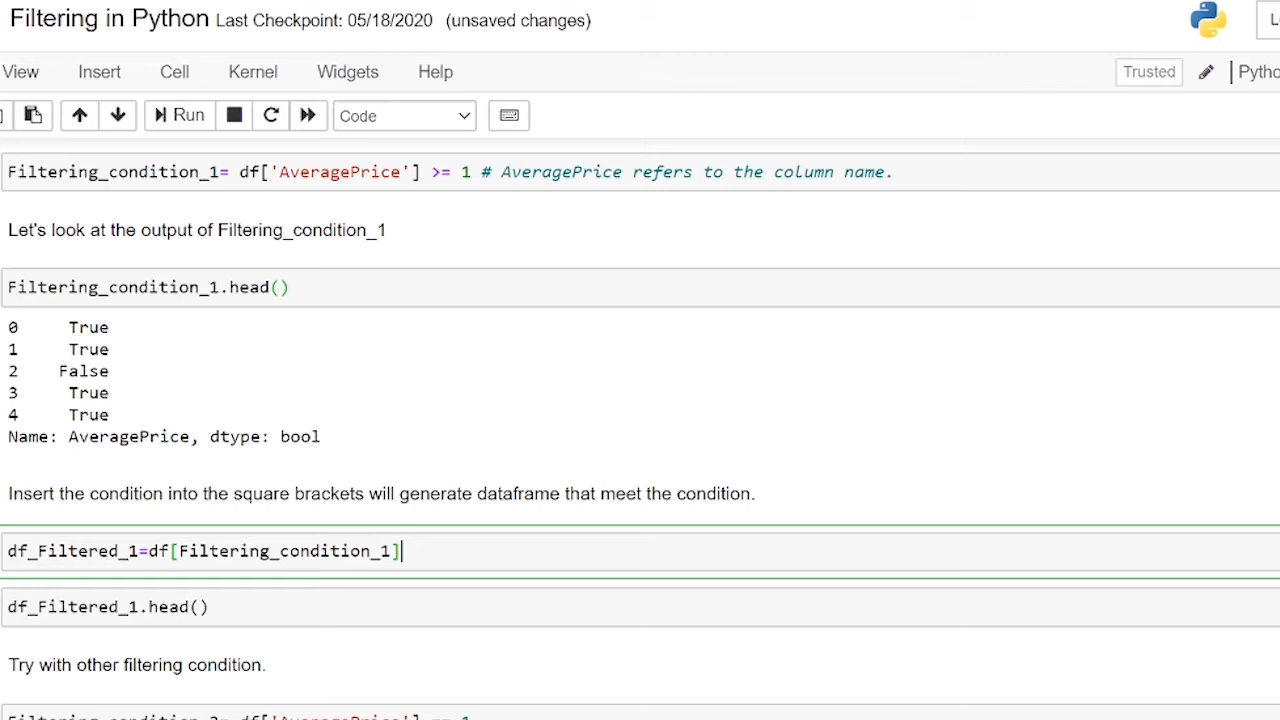 Filtering in Python Last Checkpoint: 05/18/2020 (unsaved changes)
View Insert Cell Kernel Widgets Help Trusted
Run Code
Filtering_condition_1= df['AveragePrice'] >= 1 # AveragePrice refers to the column name.
Let's look at the output of Filtering_condition_1
Filtering_condition_1.head()
0 True
1 True
2 False
3 True
4 True
Name: AveragePrice, dtype: bool
Insert the condition into the square brackets will generate dataframe that meet the condition.
df_Filtered_1=df[Filtering_condition_1]
df_Filtered_1.head()
Try with other filtering condition.